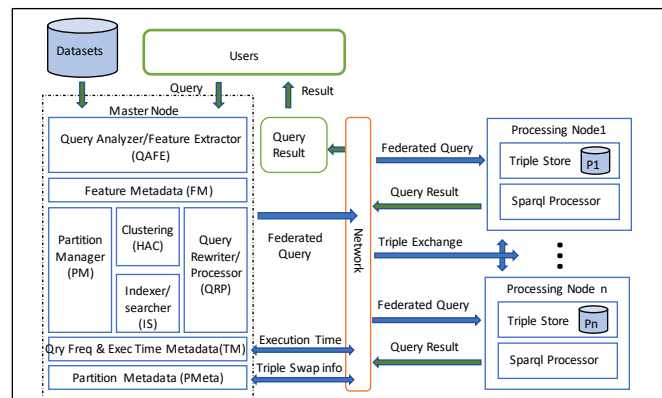 Datasets
Users
Query
Result
Master Node
Query Analyzer/Feature Extractor
(QAFE)
Feature Metadata (FM)
Partition
Manager
(PM)
Clustering
(HAC)
Indexer/
searcher
(IS)
Query
Rewriter/
Processor
(QRP)
Qry Freq & Exec Time Metadata(TM)
Partition Metadata (PMeta)
Query
Result
Federated
Query
Execution Time
Triple Swap info
Network
Federated Query
Query Result
Triple Exchange
Federated Query
Query Result
Processing Node1
Triple Store
P1
Sparql Processor
Processing Node n
Triple Store
Pn
Sparql Processor